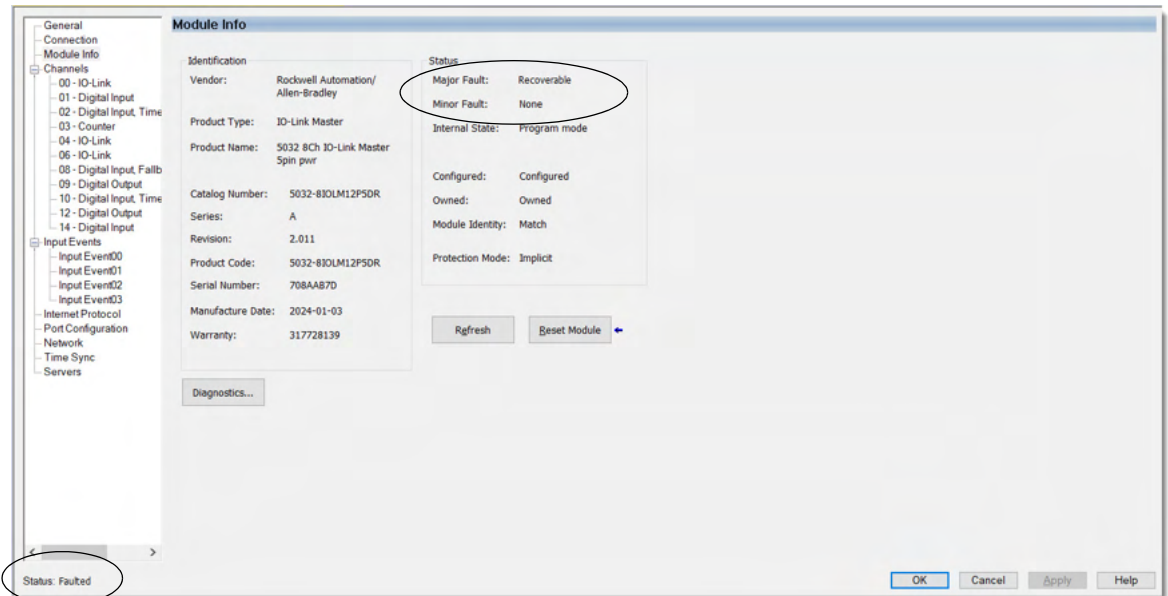 General
Connection
Module Info
Channels
00 - IO-Link
01 - Digital Input
02 - Digital Input, Time
03 - Counter
04 - IO-Link
06 - IO-Link
08 - Digital Input, Fallb
09 - Digital Output
10 - Digital Input, Time
12 - Digital Output
14 - Digital Input
Input Events
Input Event00
Input Event01
Input Event02
Input Event03
Internet Protocol
Port Configuration
Network
Time Sync
Servers
Status: Faulted
Module Info
Identification
Vendor: Rockwell Automation/
Allen-Bradley
Product Type: IO-Link Master
Product Name: 5032 8Ch IO-Link Master
5pin pwr
Catalog Number: 5032-8IOLM12P5DR
Series: A
Revision: 2.011
Product Code: 5032-8IOLM12P5DR
Serial Number: 708AAB7D
Manufacture Date: 2024-01-03
Warranty: 317728139
Diagnostics...
Status
Major Fault: Recoverable
Minor Fault: None
Internal State: Program mode
Configured: Configured
Owned: Owned
Module Identity: Match
Protection Mode: Implicit
Refresh
Reset Module
OK
Cancel
Apply
Help